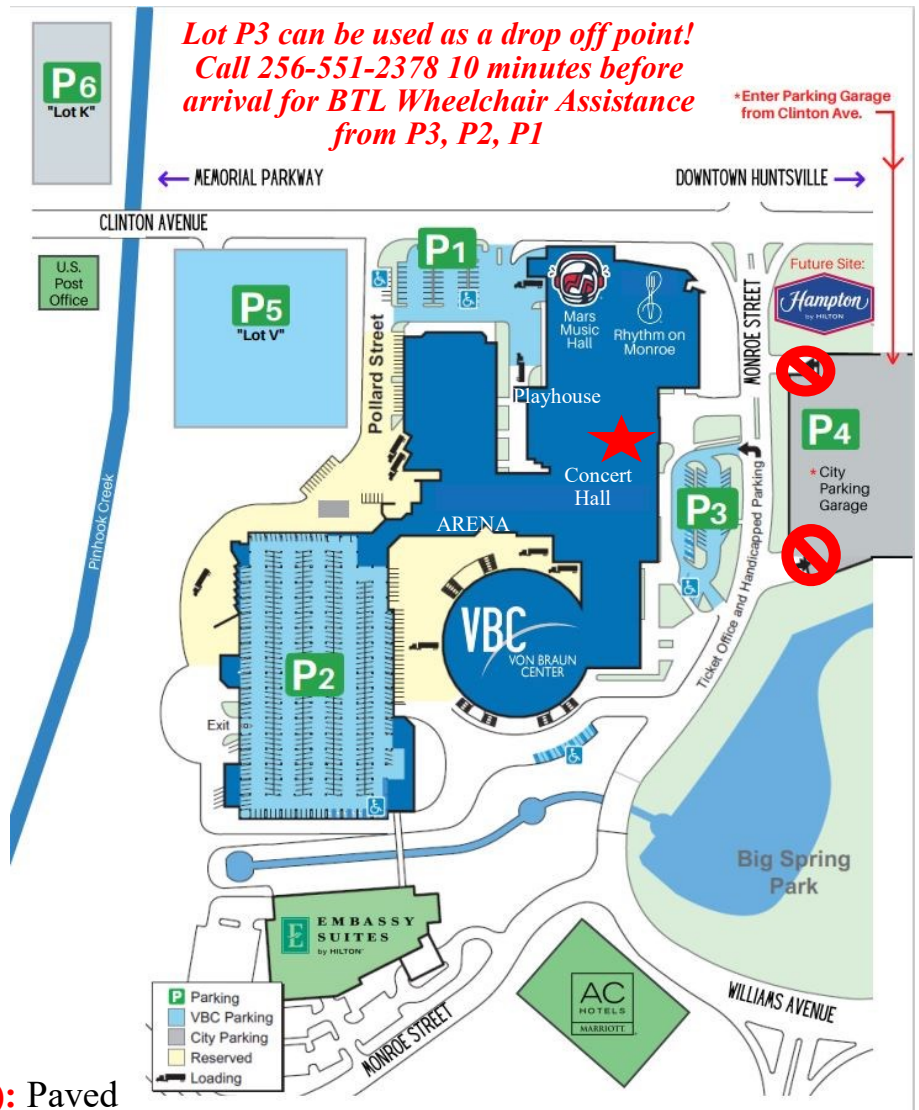 Lot P3 can be used as a drop off point!
Call 256-551-2378 10 minutes before
arrival for BTL Wheelchair Assistance
from P3, P2, P1
P6
"Lot K"
*Enter Parking Garage
from Clinton Ave.
← MEMORIAL PARKWAY
DOWNTOWN HUNTSVILLE →
CLINTON AVENUE
U.S.
Post
Office
P5
"Lot V"
P1
Pollard Street
Mars
Music
Hall
Rhythm on
Monroe
MONROE STREET
Future Site:
Hampton
by HILTON
Playhouse
Concert
Hall
P4
* City
Parking
Garage
P3
ARENA
Pinhook Creek
Ticket Office and Handicapped Parking
VBC
VON BRAUN
CENTER
P2
Exit
Big Spring
Park
E
EMBASSY
SUITES
by HILTON
AC
HOTELS
MARRIOTT
WILLIAMS AVENUE
MONROE STREET
P Parking
VBC Parking
City Parking
Reserved
Loading
): Paved